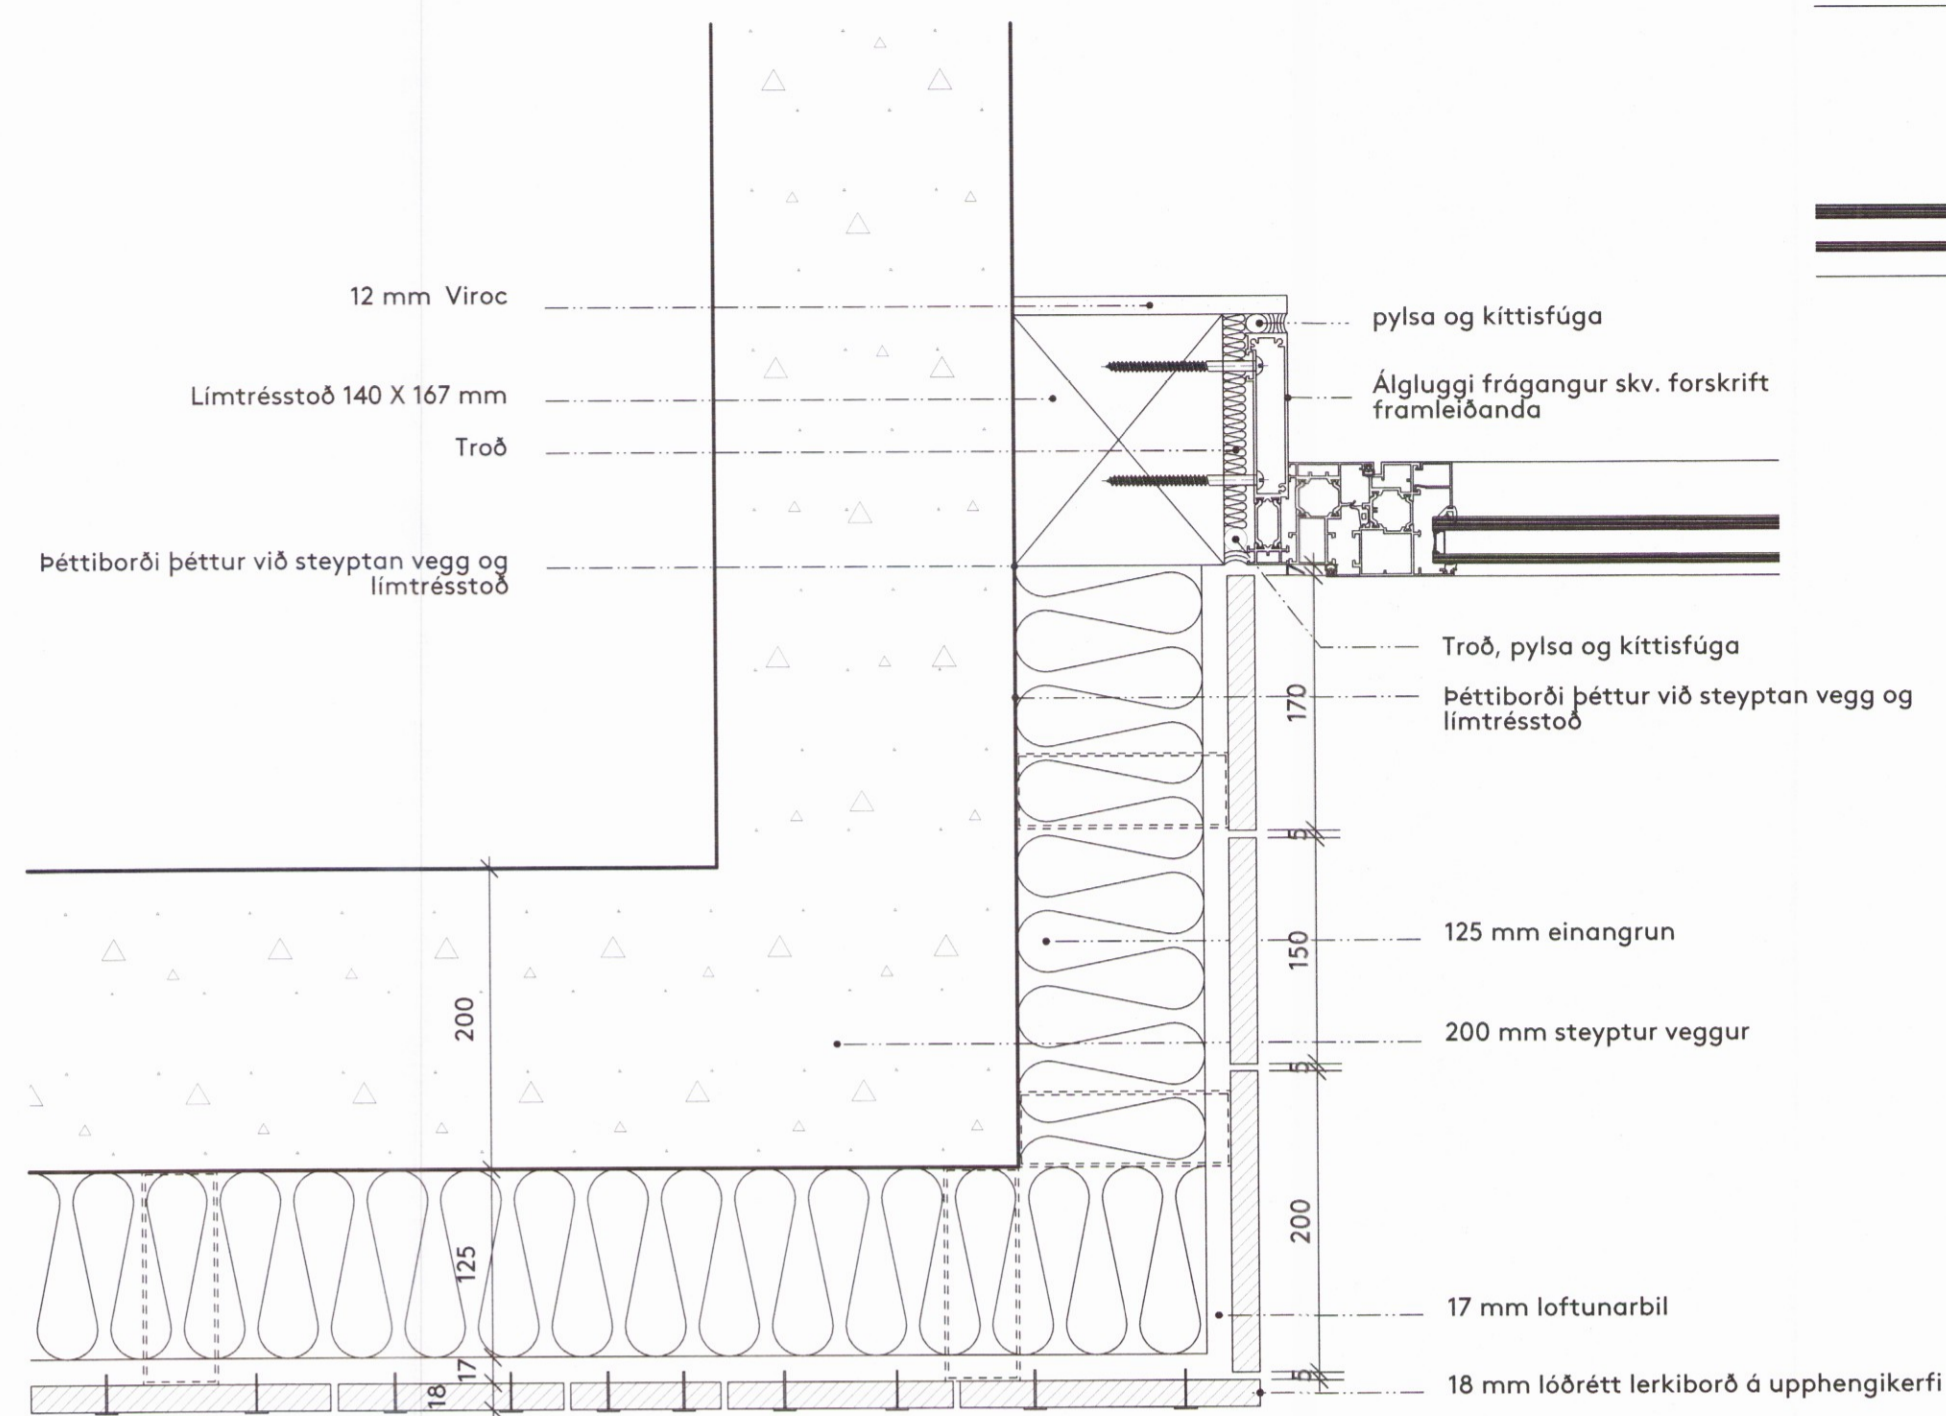 12 mm Viroc
Límtrésstoð 140 X 167 mm
Troð
Þéttiborði þéttur við steyptan vegg og
límtrésstoð
pylsa og kíttisfúga
Álgluggi frágangur skv. forskrift
framleiðanda
Troð, pylsa og kíttisfúga
Þéttiborði þéttur við steyptan vegg og
límtrésstoð
125 mm einangrun
200 mm steyptur veggur
17 mm loftunarbil
18 mm lóðrétt lerkiborð á upphengikerfi
170
5
150
5
200
5
200
125
17
18